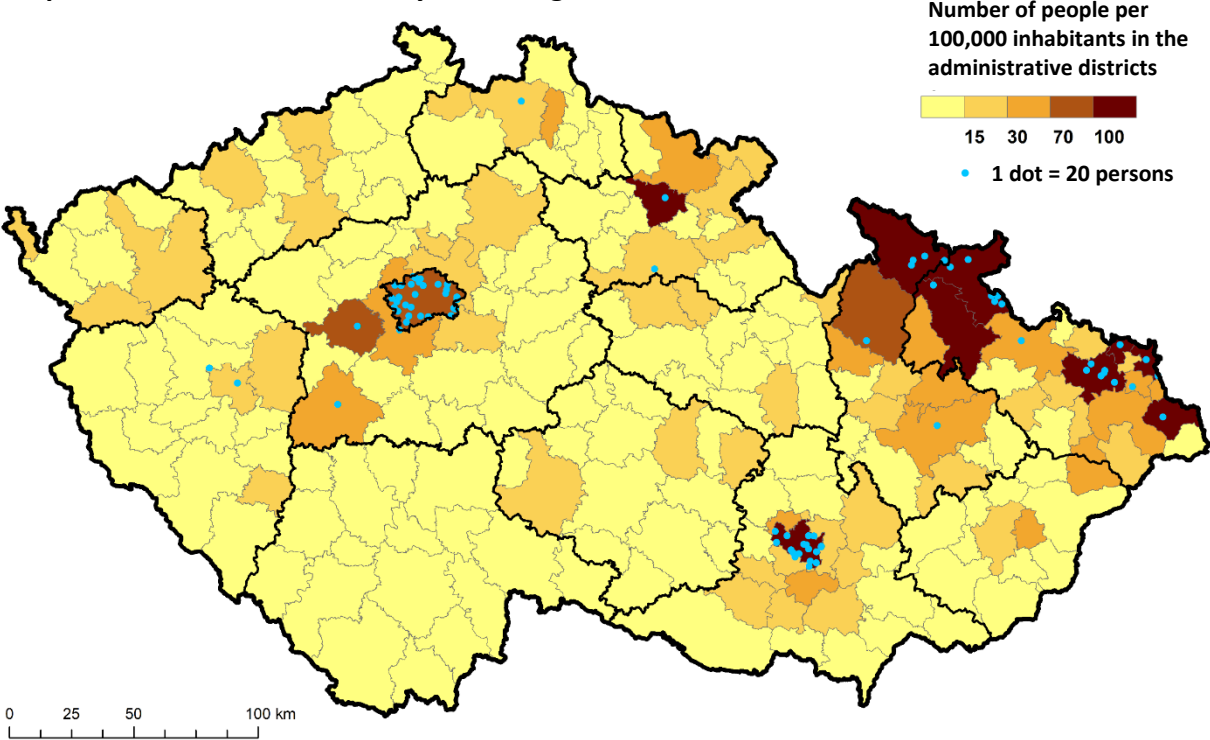 Number of people per
100,000 inhabitants in the
administrative districts
15 30 70 100
1 dot = 20 persons
0 25 50 100 km